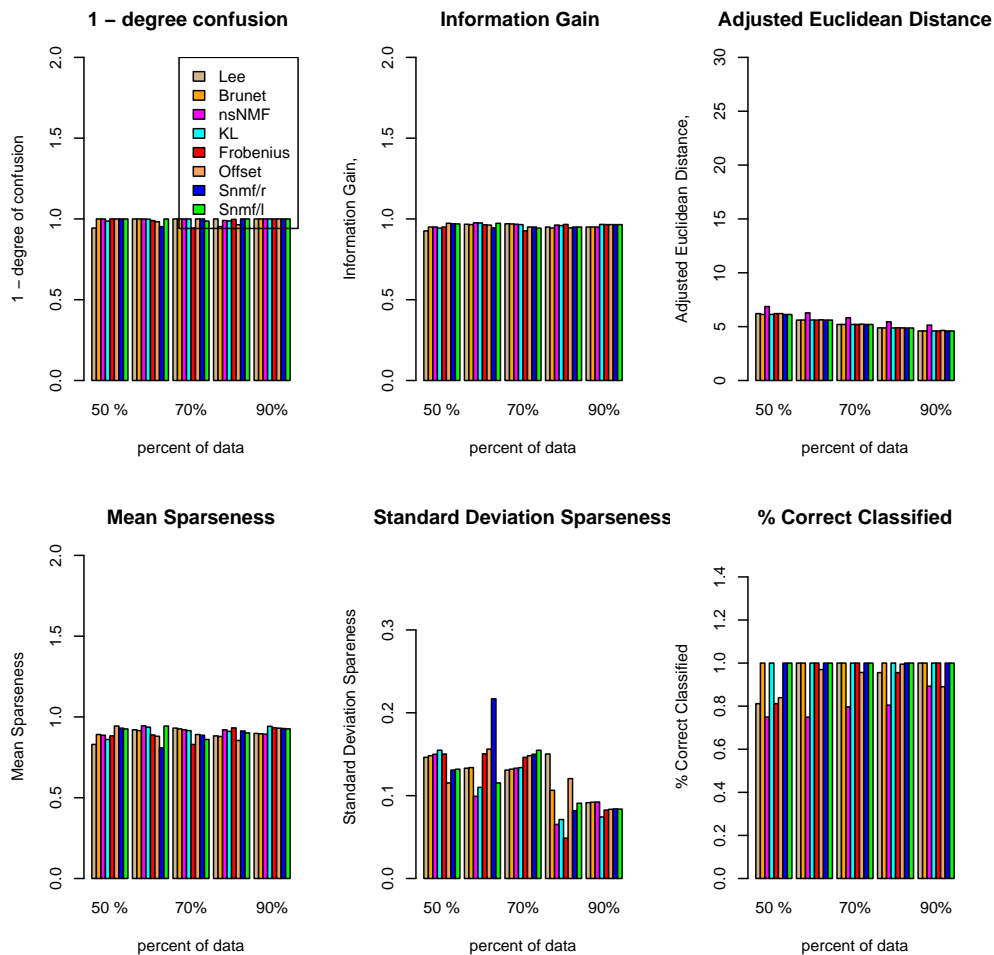 1 − degree confusion
1 − degree of confusion
0.0 0.5 1.0 1.5 2.0
Lee
Brunet
nsNMF
KL
Frobenius
Offset
Snmf/r
Snmf/l
50 % 70% 90%
percent of data
Information Gain
Information Gain,
0.0 0.5 1.0 1.5 2.0
50 % 70% 90%
percent of data
Adjusted Euclidean Distance
Adjusted Euclidean Distance,
0 5 10 15 20 25 30
50 % 70% 90%
percent of data
Mean Sparseness
Mean Sparseness
0.0 0.5 1.0 1.5 2.0
50 % 70% 90%
percent of data
Standard Deviation Sparseness
Standard Deviation Spareness
0.0 0.1 0.2 0.3
50 % 70% 90%
percent of data
% Correct Classified
% Correct Classified
0.0 0.2 0.4 0.6 0.8 1.0 1.2 1.4
50 % 70% 90%
percent of data